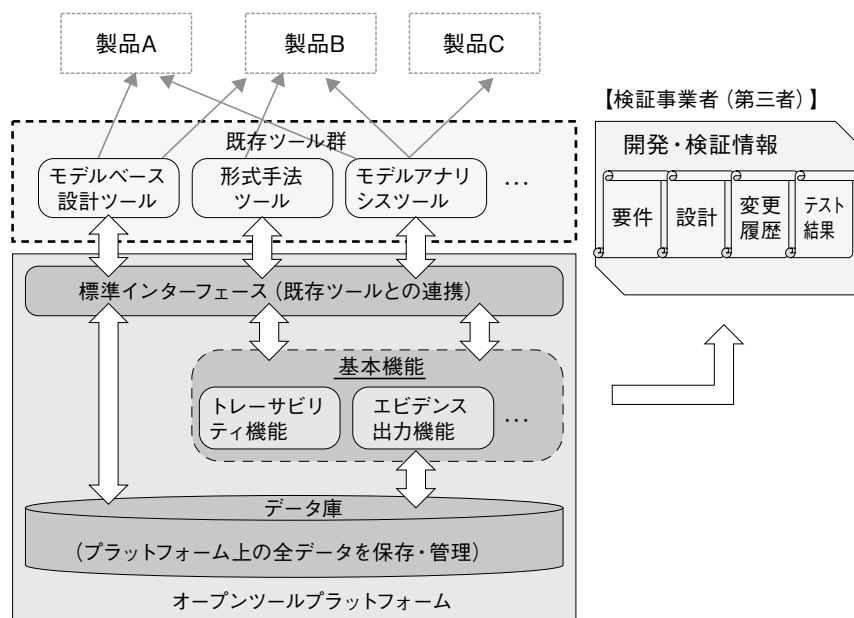 製品A
製品B
製品C
既存ツール群
モデルベース
設計ツール
形式手法
ツール
モデルアナリ
シスツール
…
標準インターフェース（既存ツールとの連携）
基本機能
トレーサビリ
ティ機能
エビデンス
出力機能
…
データ庫
（プラットフォーム上の全データを保存・管理）
オープンツールプラットフォーム
【検証事業者（第三者）】
開発・検証情報
要件
設計
変更
履歴
テスト
結果